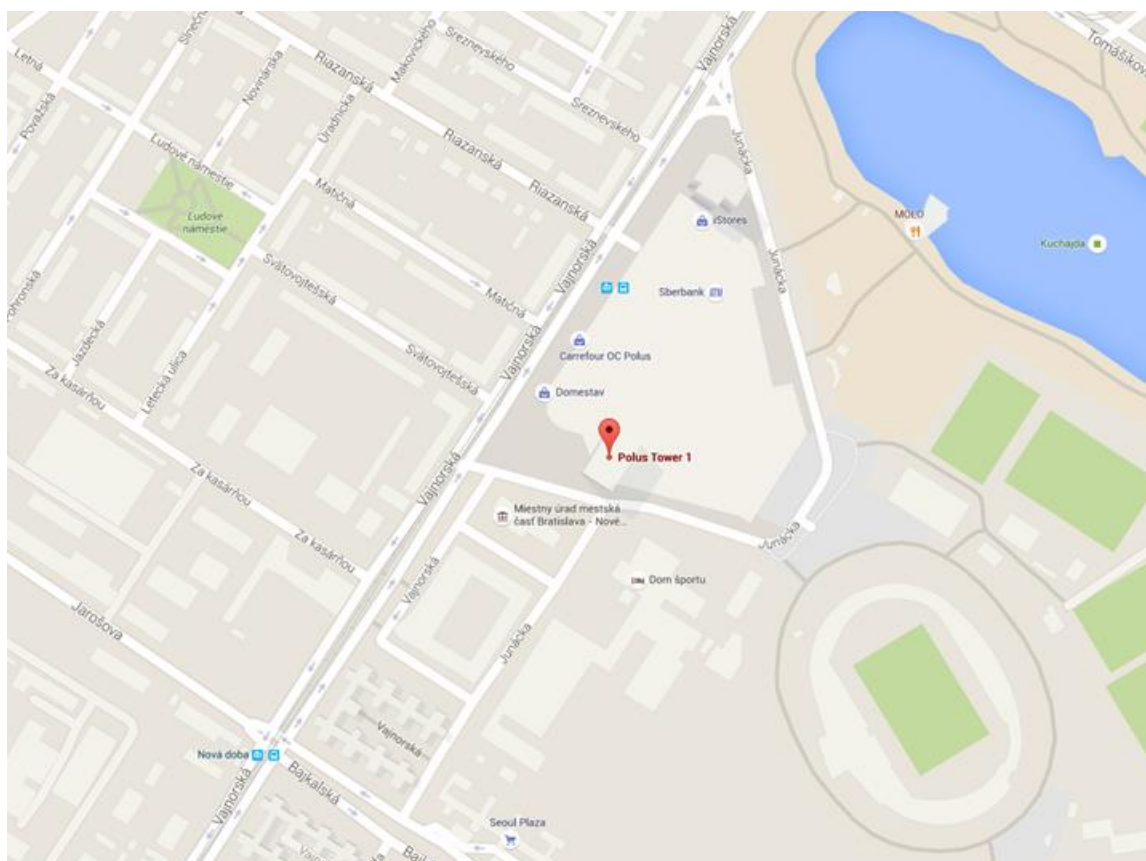 Letná
Slnečná
Považská
Novinárska
Riazanská
Makovického
Sreznevského
Vajnorská
Tomášikova
Úradnícka
Riazanská
Sreznevského
Junácka
Ľudové námestie
Matičná
Riazanská
iStores
MOLO
Ľudové
námestie
Junácka
Kuchajda
Svätovojtešská
Vajnorská
Matičná
Sberbank
Jazdecká
Vajnorská
Carrefour OC Polus
Svätovojtešská
Letecká ulica
Za kasárňou
Domestav
Polus Tower 1
Vajnorská
Za kasárňou
Miestny úrad mestská
časť Bratislava - Nové...
Junácka
Za kasárňou
Vajnorská
Dom športu
Jarošova
Junácka
Vajnorská
Nová doba
Vajnorská
Bajkalská
Seoul Plaza